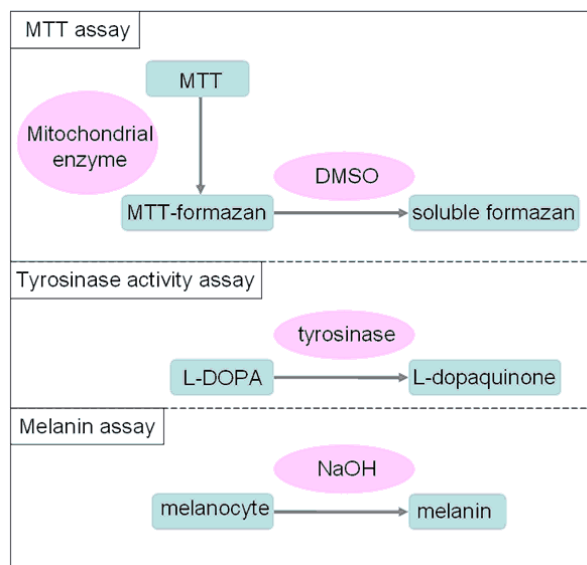 MTT assay
MTT
Mitochondrial
enzyme
DMSO
MTT-formazan
soluble formazan
Tyrosinase activity assay
tyrosinase
L-DOPA
L-dopaquinone
Melanin assay
NaOH
melanocyte
melanin